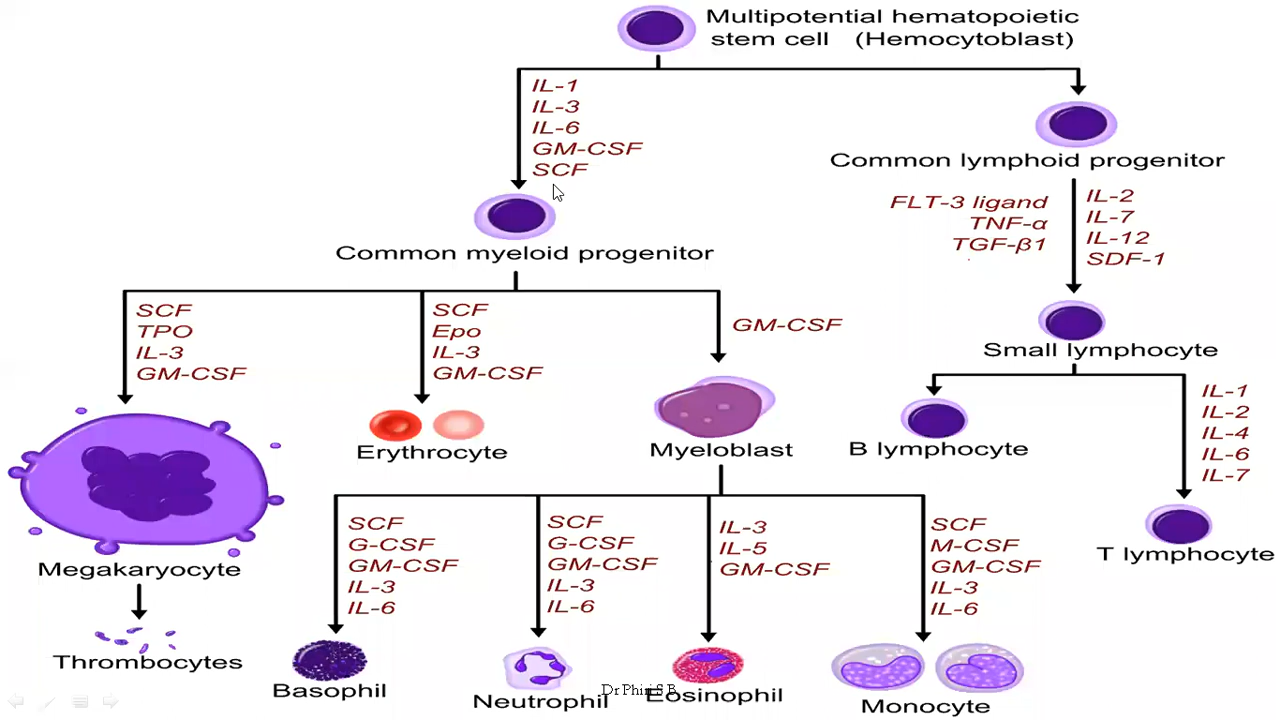 Multipotential hematopoietic
stem cell (Hemocytoblast)
IL-1
IL-3
IL-6
GM-CSF
SCF
Common lymphoid progenitor
FLT-3 ligand
TNF-α
TGF-β1
IL-2
IL-7
IL-12
SDF-1
Common myeloid progenitor
SCF
TPO
IL-3
GM-CSF
SCF
Epo
IL-3
GM-CSF
GM-CSF
Small lymphocyte
IL-1
IL-2
IL-4
IL-6
IL-7
Erythrocyte
Myeloblast
B lymphocyte
T lymphocyte
Megakaryocyte
SCF
G-CSF
GM-CSF
IL-3
IL-6
SCF
G-CSF
GM-CSF
IL-3
IL-6
IL-3
IL-5
GM-CSF
SCF
M-CSF
GM-CSF
IL-3
IL-6
Thrombocytes
Basophil
Neutrophil
Dr Phiri S.B
Eosinophil
Monocyte